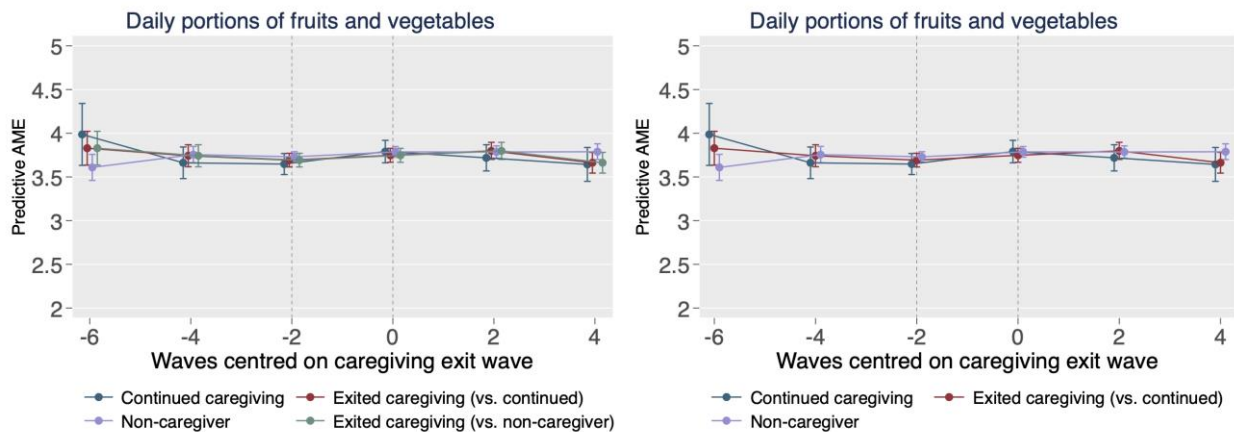 Daily portions of fruits and vegetables
Predictive AME
5
4.5
4
3.5
3
2.5
2
-6 -4 -2 0 2 4
Waves centred on caregiving exit wave
Continued caregiving Exited caregiving (vs. continued)
Non-caregiver Exited caregiving (vs. non-caregiver)
Daily portions of fruits and vegetables
Predictive AME
5
4.5
4
3.5
3
2.5
2
-6 -4 -2 0 2 4
Waves centred on caregiving exit wave
Continued caregiving Exited caregiving (vs. continued)
Non-caregiver